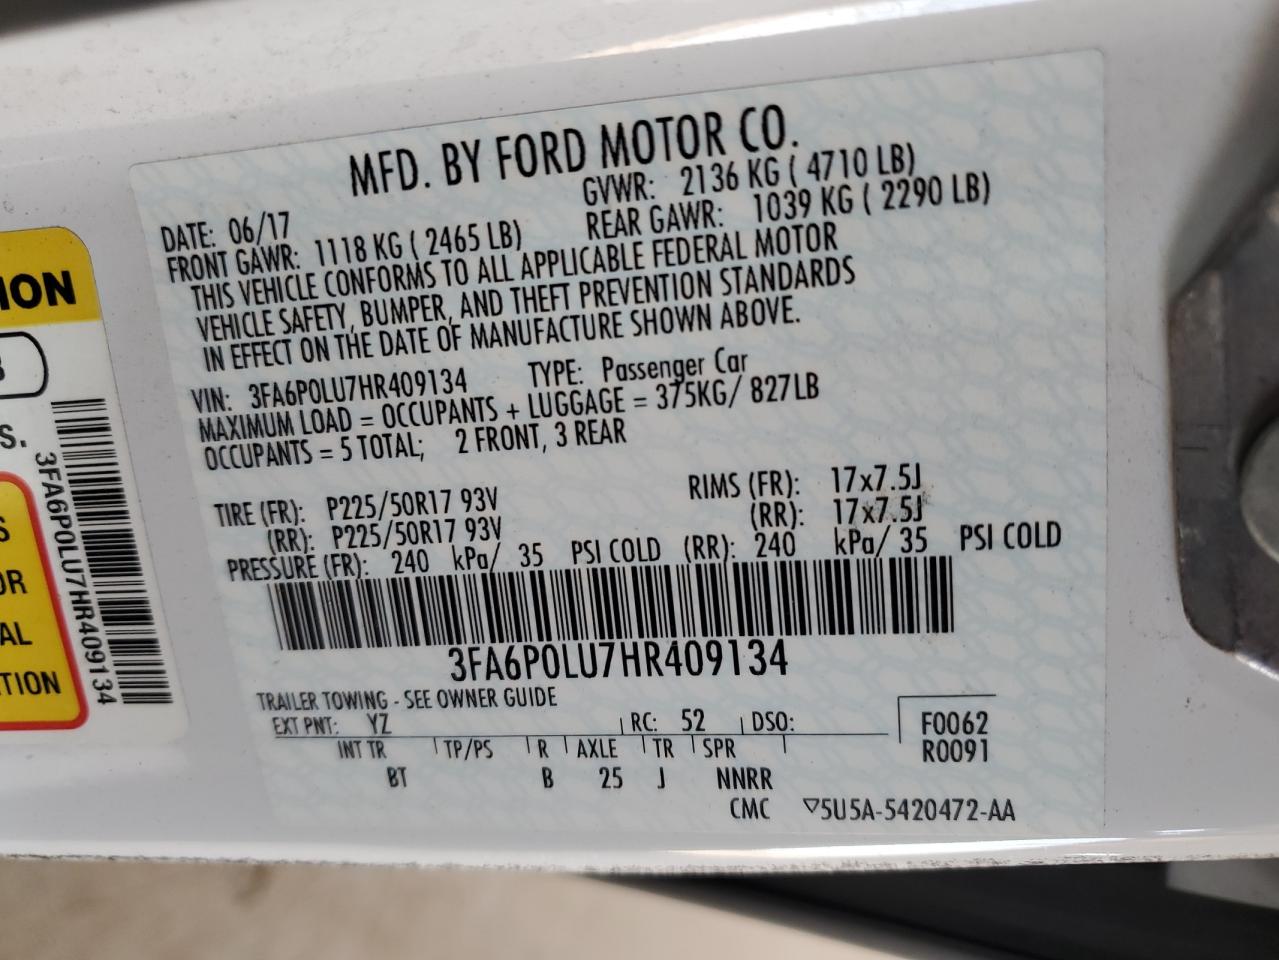 MFD. BY FORD MOTOR CO.
DATE: 06/17 GVWR: 2136 KG ( 4710 LB)
FRONT GAWR: 1118 KG ( 2465 LB) REAR GAWR: 1039 KG ( 2290 LB)
THIS VEHICLE CONFORMS TO ALL APPLICABLE FEDERAL MOTOR
VEHICLE SAFETY, BUMPER, AND THEFT PREVENTION STANDARDS
IN EFFECT ON THE DATE OF MANUFACTURE SHOWN ABOVE.
VIN: 3FA6P0LU7HR409134 TYPE: Passenger Car
MAXIMUM LOAD = OCCUPANTS + LUGGAGE = 375KG/ 827LB
OCCUPANTS = 5 TOTAL; 2 FRONT, 3 REAR
TIRE (FR): P225/50R17 93V RIMS (FR): 17x7.5J
(RR): P225/50R17 93V (RR): 17x7.5J
PRESSURE (FR): 240 kPa/ 35 PSI COLD (RR): 240 kPa/ 35 PSI COLD
3FA6P0LU7HR409134
TRAILER TOWING - SEE OWNER GUIDE
EXT PNT: YZ RC: 52 DSO:
F0062
R0091
INT TR TP/PS R AXLE TR SPR
BT B 25 J NNRR
CMC ▽5U5A-5420472-AA
ION
S.
3FA6P0LU7HR409134
S
OR
AL
TION